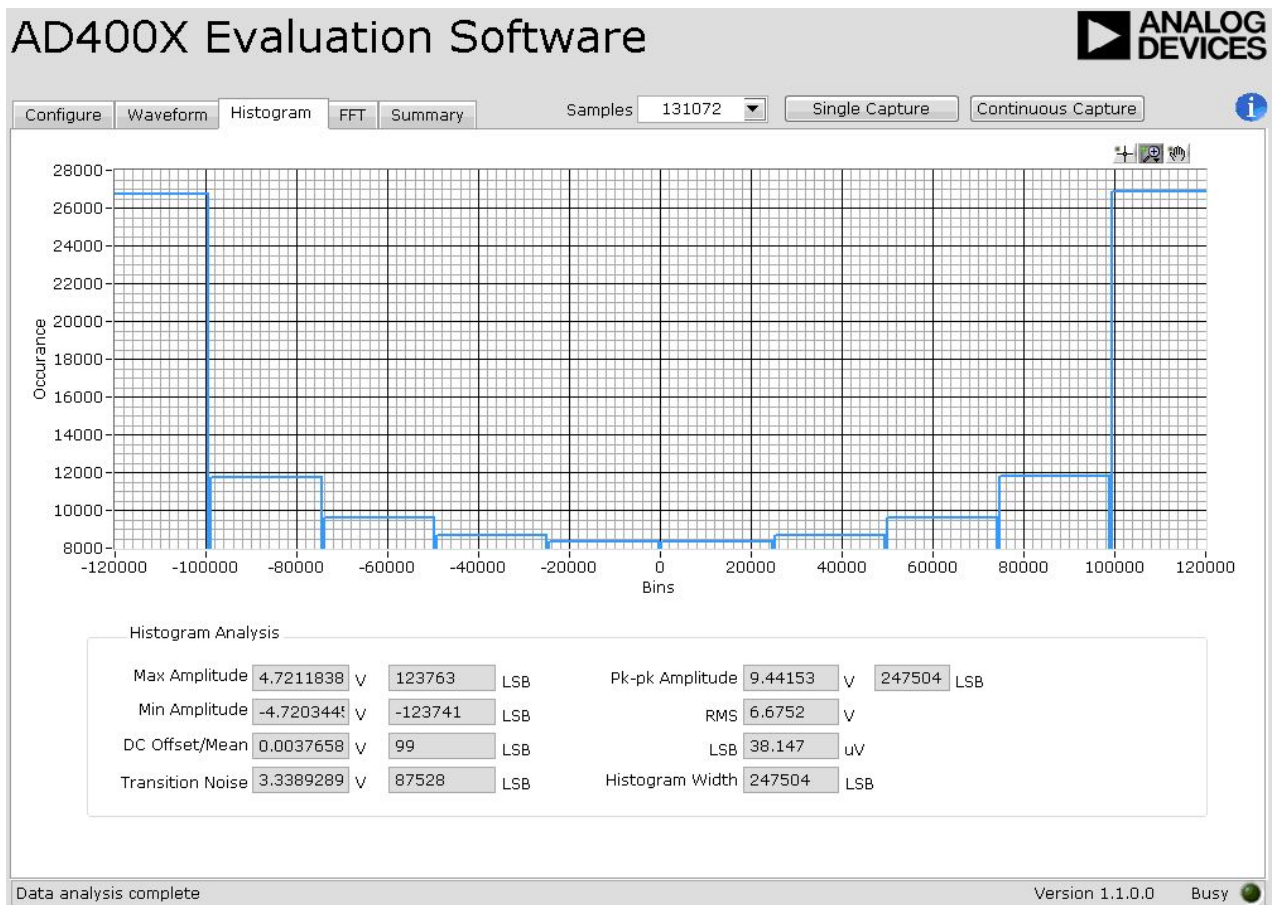 AD400X Evaluation Software
ANALOG
DEVICES
Configure Waveform Histogram FFT Summary Samples 131072 Single Capture Continuous Capture
28000
26000
24000
22000
20000
18000
16000
14000
12000
10000
8000
Occurance
-120000 -100000 -80000 -60000 -40000 -20000 0 20000 40000 60000 80000 100000 120000
Bins
Histogram Analysis
Max Amplitude 4.7211838 V 123763 LSB Pk-pk Amplitude 9.44153 V 247504 LSB
Min Amplitude -4.7203445 V -123741 LSB RMS 6.6752 V
DC Offset/Mean 0.0037658 V 99 LSB LSB 38.147 uV
Transition Noise 3.3389289 V 87528 LSB Histogram Width 247504 LSB
Data analysis complete Version 1.1.0.0 Busy